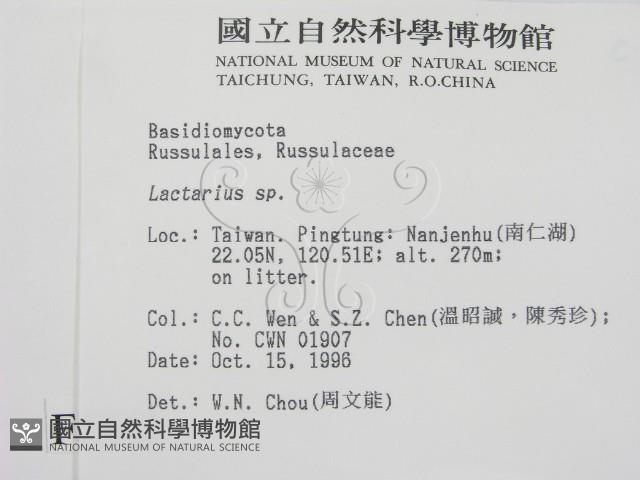 國立自然科學博物館
NATIONAL MUSEUM OF NATURAL SCIENCE
TAICHUNG, TAIWAN, R.O.CHINA
Basidiomycota
Russulales, Russulaceae
Lactarius sp.
Loc.: Taiwan. Pingtung: Nanjenhu(南仁湖)
22.05N, 120.51E; alt. 270m;
on litter.
Col.: C.C. Wen & S.Z. Chen(溫昭誠,陳秀珍);
No. CWN 01907
Date: Oct. 15, 1996
Det.: W.N. Chou(周文能)
F
國立自然科學博物館
NATIONAL MUSEUM OF NATURAL SCIENCE